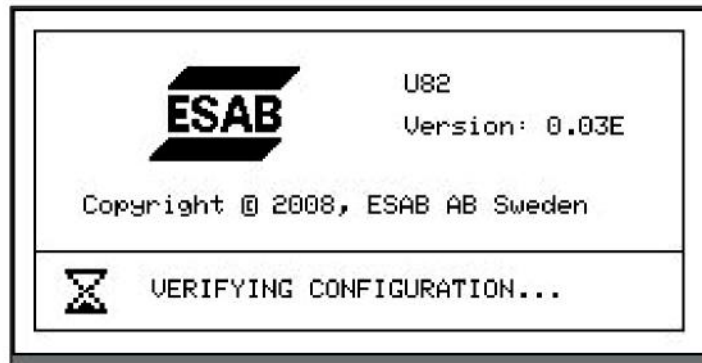 ESAB
U82
Version: 0.03E
Copyright © 2008, ESAB AB Sweden
VERIFYING CONFIGURATION...